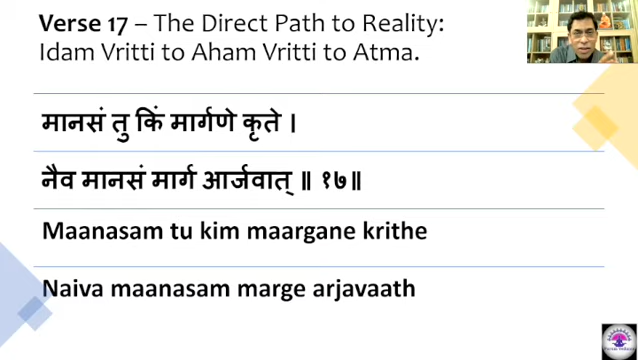 Verse 17 – The Direct Path to Reality:
Idam Vritti to Aham Vritti to Atma.
मानसं तु किं मार्गणे कृते ।
नैव मानसं मार्ग आर्जवात् ॥ १७॥
Maanasam tu kim maargane krithe
Naiva maanasam marge arjavaath